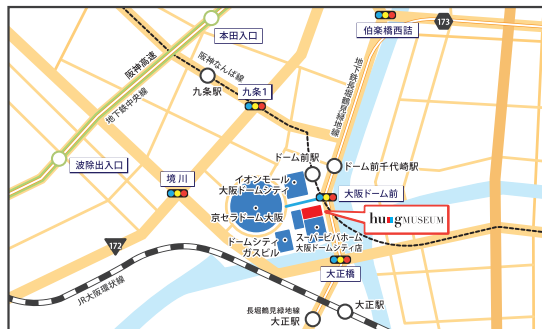 本田入口
伯楽橋西詰
173
阪神高速
阪神なんば線
地下鉄中央線
九条駅
九条1
地下鉄長堀鶴見緑地線
波除出入口
境川
ドーム前駅
ドーム前千代崎駅
イオンモール
大阪ドームシティ
大阪ドーム前
京セラドーム大阪
hug MUSEUM
スーパービバホーム
大阪ドームシティ店
ドームシティ
ガスビル
172
大正橋
JR大阪環状線
長堀鶴見緑地線
大正駅
大正駅